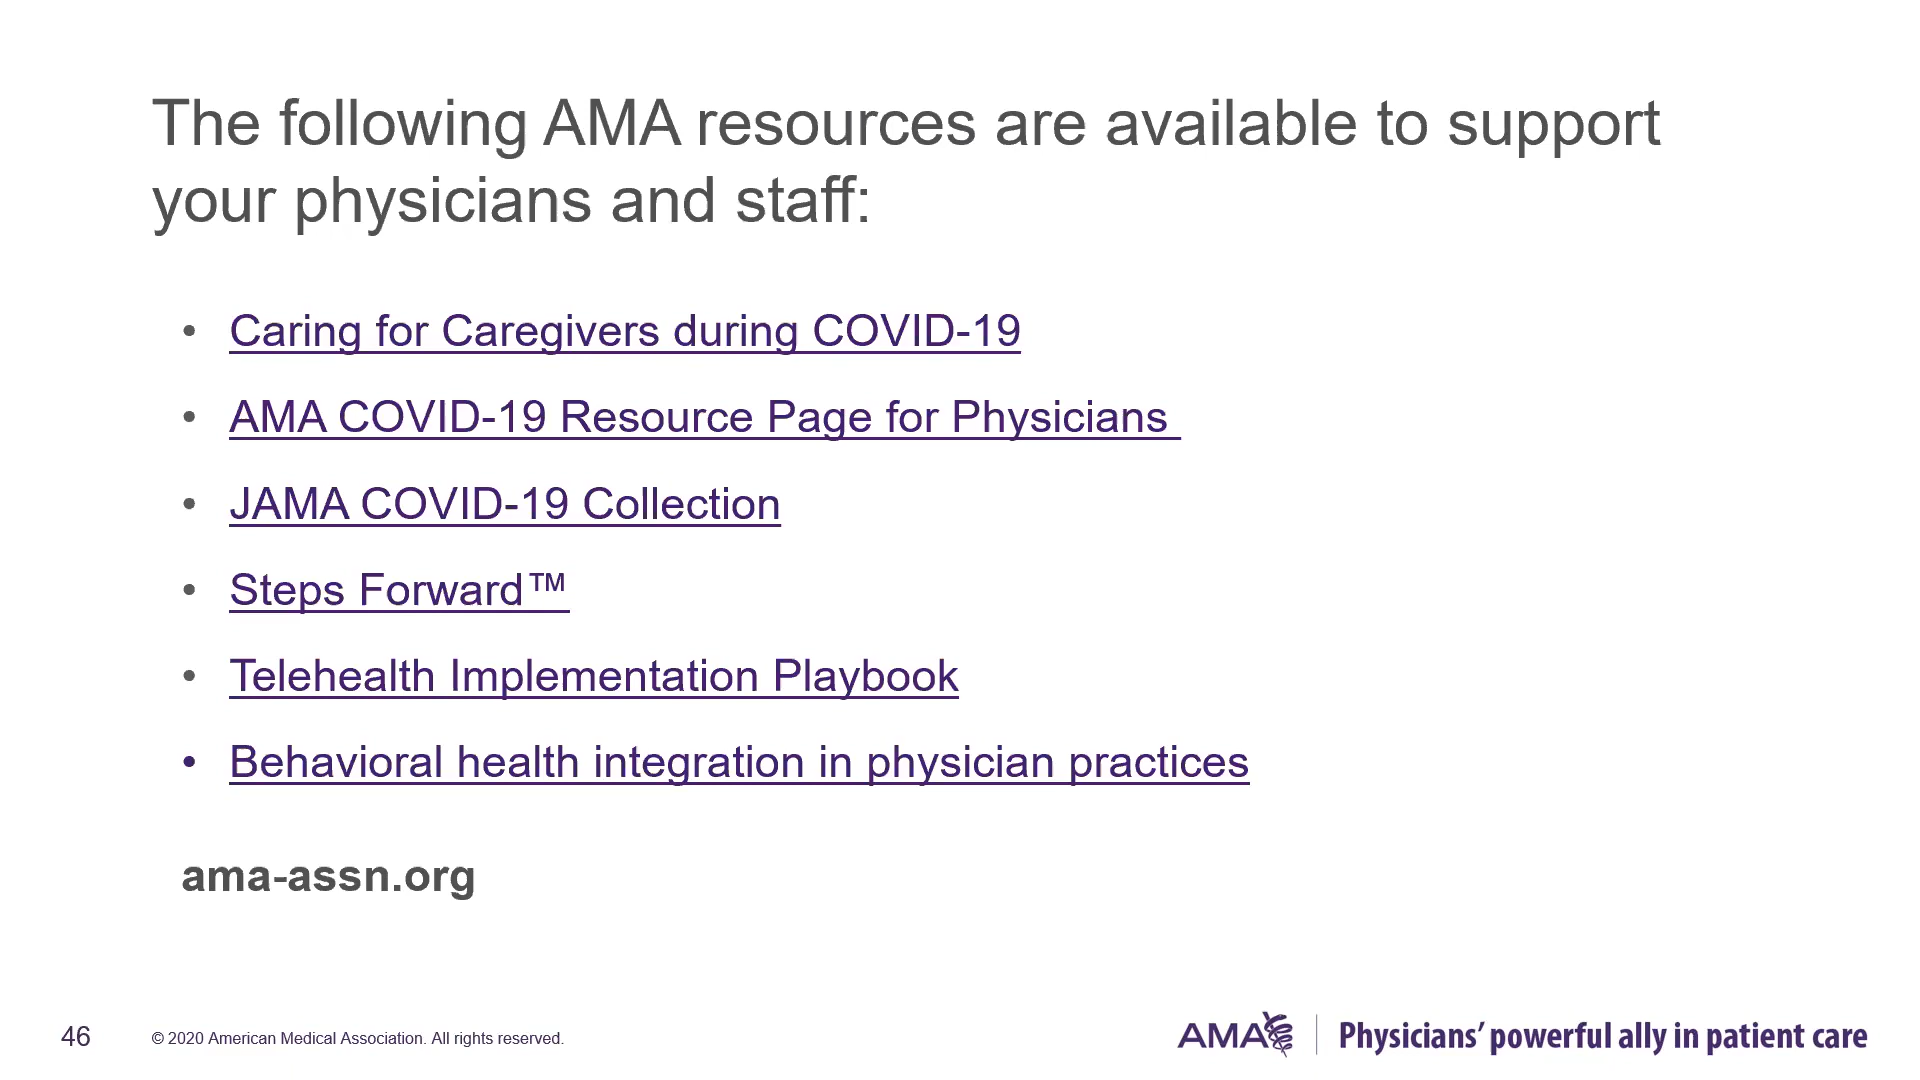 The following AMA resources are available to support
your physicians and staff:
• Caring for Caregivers during COVID-19
• AMA COVID-19 Resource Page for Physicians
• JAMA COVID-19 Collection
• Steps Forward™
• Telehealth Implementation Playbook
• Behavioral health integration in physician practices
ama-assn.org
46
© 2020 American Medical Association. All rights reserved.
AMA
Physicians’ powerful ally in patient care